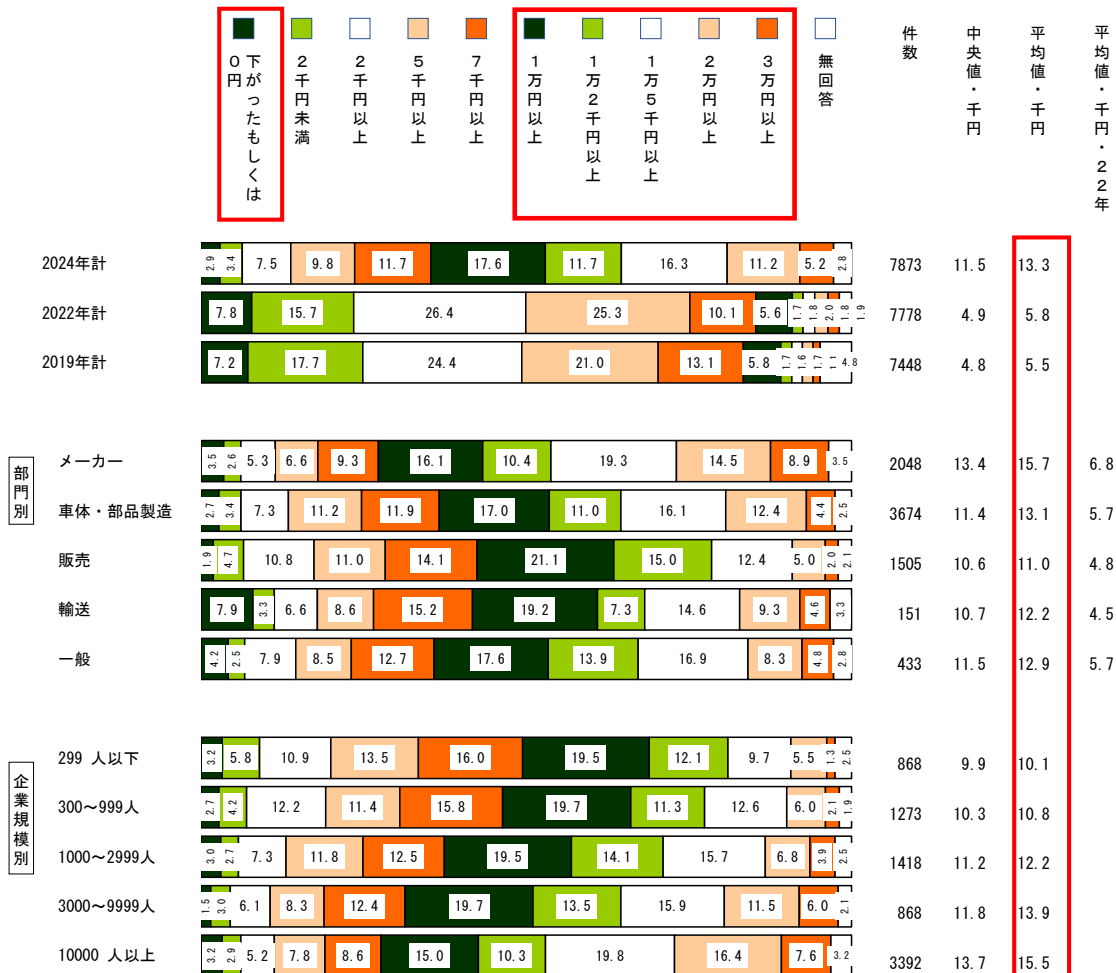 下がったもしくは
0円
2千円未満
2千円以上
5千円以上
7千円以上
1万円以上
1万2千円以上
1万5千円以上
2万円以上
3万円以上
無回答
件数
中央値・千円
平均値・千円
平均値・千円・22年
2024年計 2.9 3.4 7.5 9.8 11.7 17.6 11.7 16.3 11.2 5.2 2.8 7873 11.5 13.3
2022年計 7.8 15.7 26.4 25.3 10.1 5.6 1.7 1.8 2.0 1.8 1.9 7778 4.9 5.8
2019年計 7.2 17.7 24.4 21.0 13.1 5.8 1.7 1.6 1.7 1.1 4.8 7448 4.8 5.5
部門別
メーカー 3.5 2.6 5.3 6.6 9.3 16.1 10.4 19.3 14.5 8.9 3.5 2048 13.4 15.7 6.8
車体・部品製造 2.7 3.4 7.3 11.2 11.9 17.0 11.0 16.1 12.4 4.4 2.5 3674 11.4 13.1 5.7
販売 1.9 4.7 10.8 11.0 14.1 21.1 15.0 12.4 5.0 2.0 2.1 1505 10.6 11.0 4.8
輸送 7.9 3.3 6.6 8.6 15.2 19.2 7.3 14.6 9.3 4.6 3.3 151 10.7 12.2 4.5
一般 4.2 2.5 7.9 8.5 12.7 17.6 13.9 16.9 8.3 4.8 2.8 433 11.5 12.9 5.7
企業規模別
299 人以下 3.2 5.8 10.9 13.5 16.0 19.5 12.1 9.7 5.5 1.3 2.5 868 9.9 10.1
300～999人 2.7 4.2 12.2 11.4 15.8 19.7 11.3 12.6 6.0 2.1 1.9 1273 10.3 10.8
1000～2999人 3.0 2.7 7.3 11.8 12.5 19.5 14.1 15.7 6.8 3.9 2.5 1418 11.2 12.2
3000～9999人 1.5 3.0 6.1 8.3 12.4 19.7 13.5 15.9 11.5 6.0 2.1 868 11.8 13.9
10000 人以上 3.2 2.9 5.2 7.8 8.6 15.0 10.3 19.8 16.4 7.6 3.2 3392 13.7 15.5